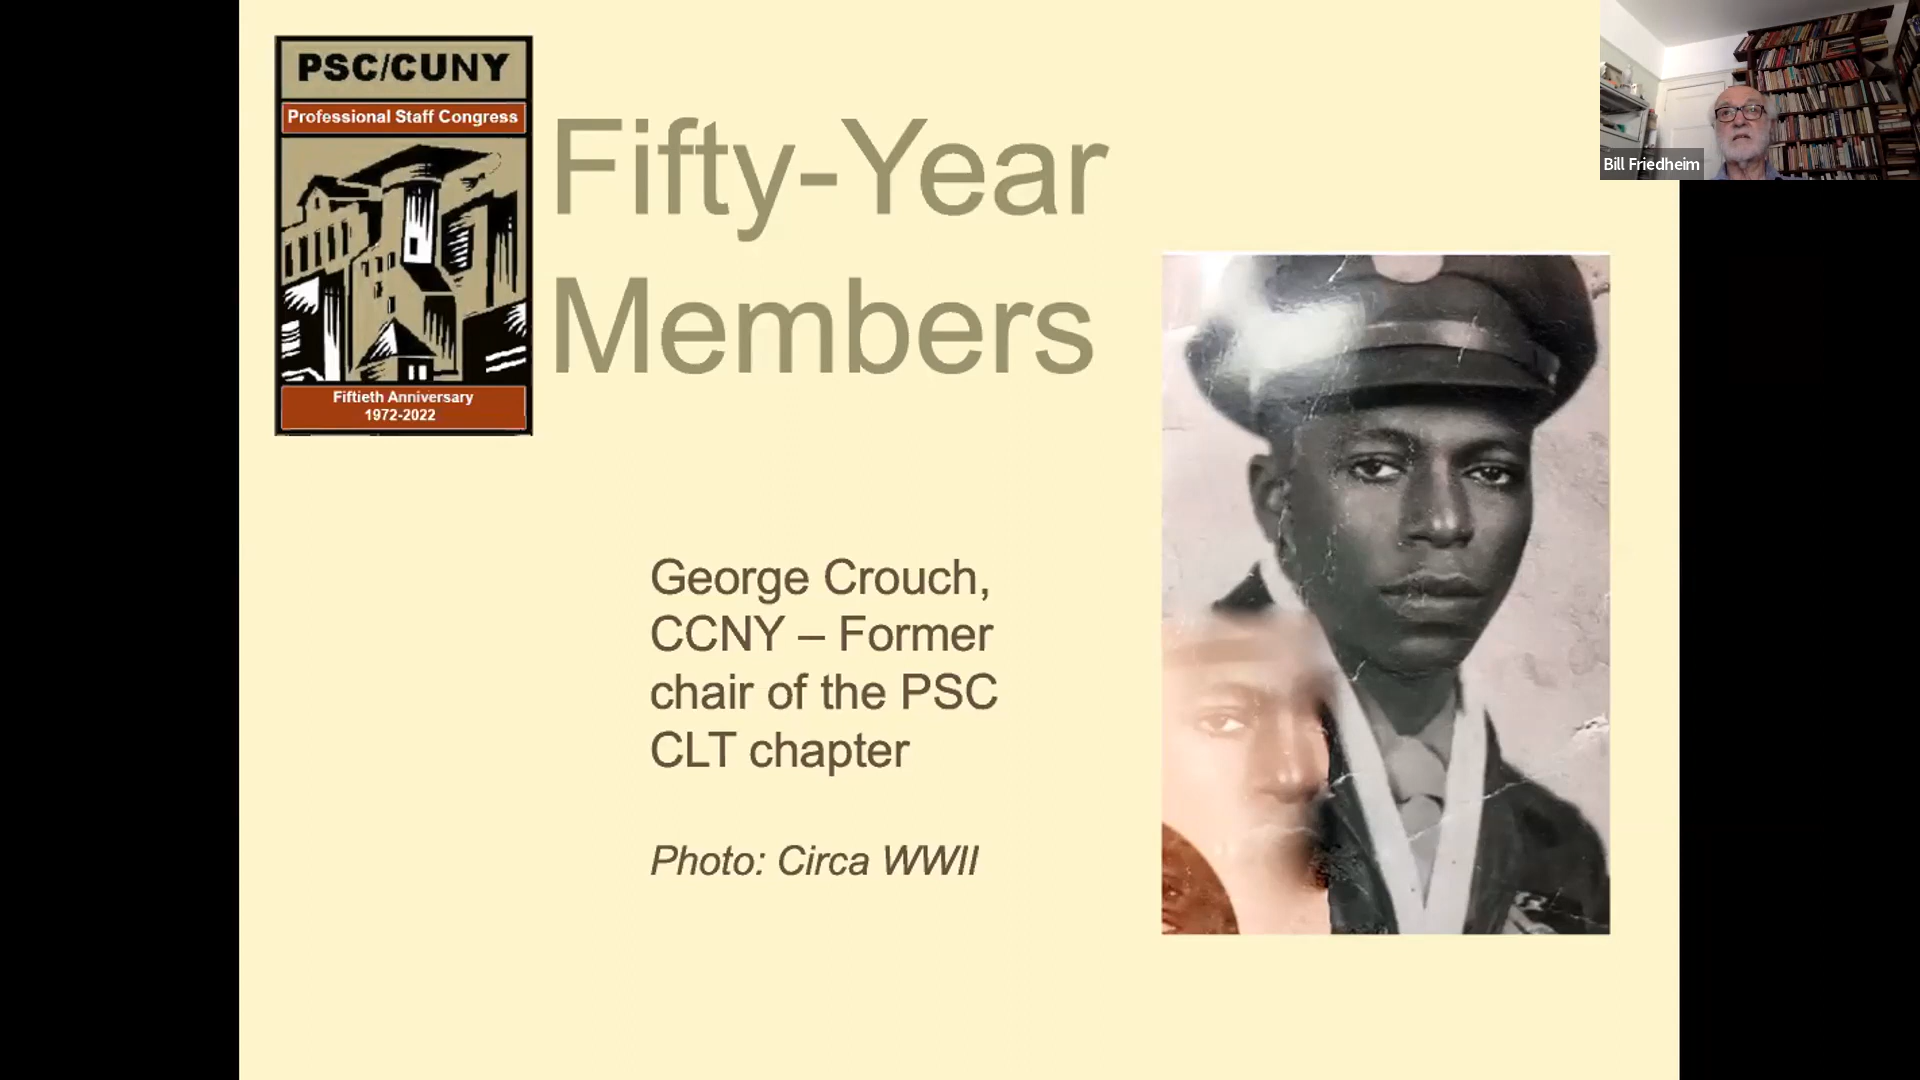 PSC/CUNY
Professional Staff Congress
Fiftieth Anniversary
1972-2022
Fifty-Year
Members
George Crouch,
CCNY – Former
chair of the PSC
CLT chapter
Photo: Circa WWII
Bill Friedheim